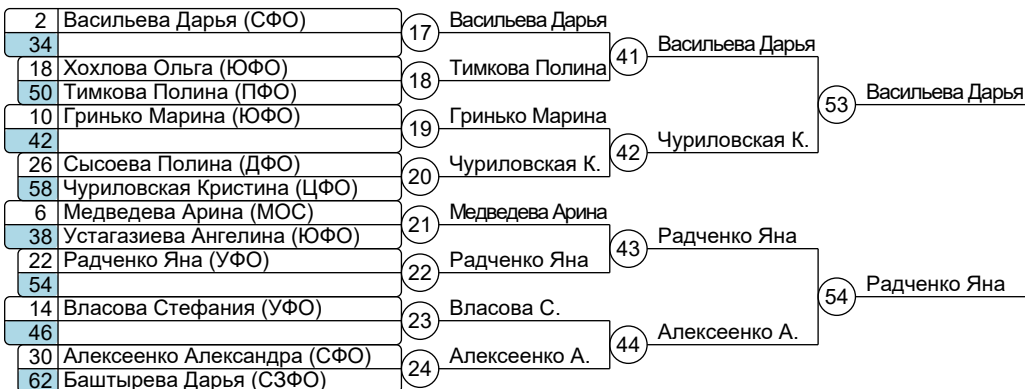 2 Васильева Дарья (СФО)
34
18 Хохлова Ольга (ЮФО)
50 Тимкова Полина (ПФО)
10 Гринько Марина (ЮФО)
42
26 Сысоева Полина (ДФО)
58 Чуриловская Кристина (ЦФО)
6 Медведева Арина (МОС)
38 Устагазиева Ангелина (ЮФО)
22 Радченко Яна (УФО)
54
14 Власова Стефания (УФО)
46
30 Алексеенко Александра (СФО)
62 Баштырева Дарья (СЗФО)
17 Васильева Дарья
18 Тимкова Полина
19 Гринько Марина
20 Чуриловская К.
21 Медведева Арина
22 Радченко Яна
23 Власова С.
24 Алексеенко А.
41 Васильева Дарья
42 Чуриловская К.
43 Радченко Яна
44 Алексеенко А.
53 Васильева Дарья
54 Радченко Яна